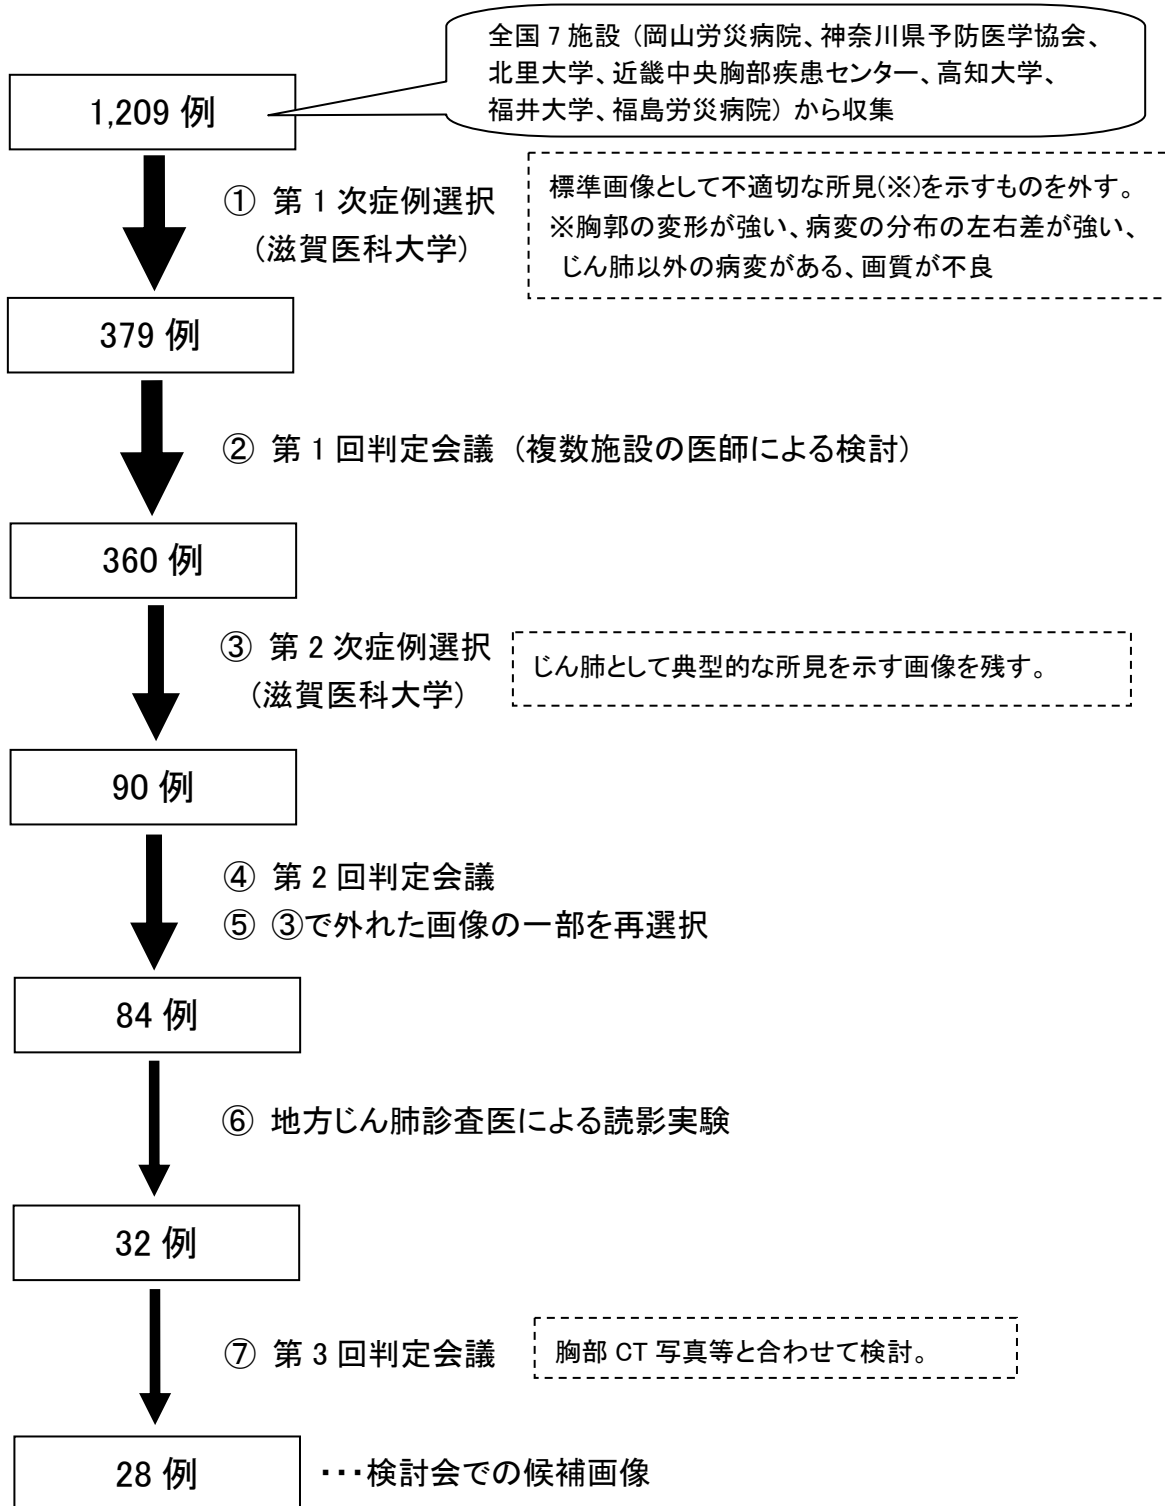 全国 7 施設（岡山労災病院、神奈川県予防医学協会、
北里大学、近畿中央胸部疾患センター、高知大学、
福井大学、福島労災病院）から収集
1,209 例
① 第 1 次症例選択
（滋賀医科大学）
標準画像として不適切な所見(※)を示すものを外す。
※胸郭の変形が強い、病変の分布の左右差が強い、
じん肺以外の病変がある、画質が不良
379 例
② 第 1 回判定会議（複数施設の医師による検討）
360 例
③ 第 2 次症例選択
（滋賀医科大学）
じん肺として典型的な所見を示す画像を残す。
90 例
④ 第 2 回判定会議
⑤ ③で外れた画像の一部を再選択
84 例
⑥ 地方じん肺診査医による読影実験
32 例
⑦ 第 3 回判定会議
胸部 CT 写真等と合わせて検討。
28 例
・・・検討会での候補画像